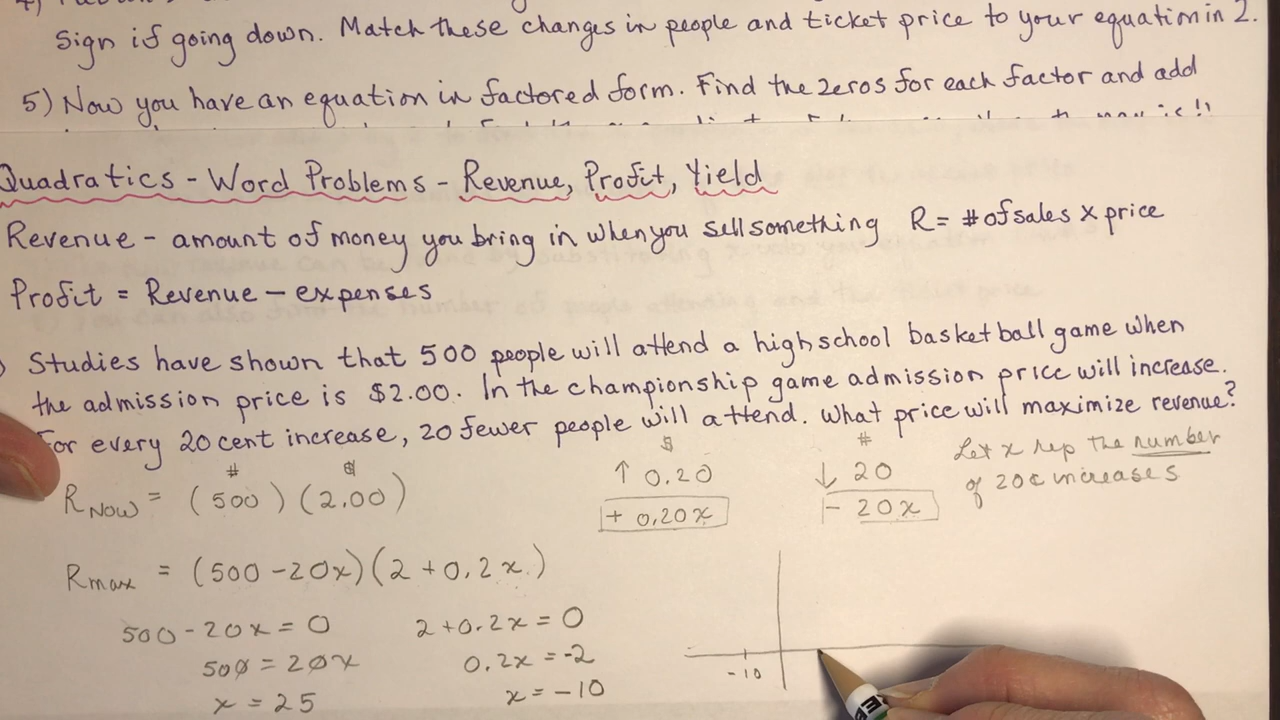 Sign if going down. Match these changes in people and ticket price to your equation in 2.
5) Now you have an equation in factored form. Find the zeros for each factor and add
Quadratics - Word Problems - Revenue, Profit, Yield
Revenue - amount of money you bring in when you sell something R = # of sales x price
Profit = Revenue - expenses
Studies have shown that 500 people will attend a high school basketball game when
the admission price is $2.00. In the championship game admission price will increase.
For every 20 cent increase, 20 fewer people will attend. What price will maximize revenue?
# $ $ #
R NOW = (500)(2.00) ↑ 0.20 ↓ 20 Let x rep the number
+ 0.20x - 20x of 20¢ increases
Rmax = (500 - 20x)(2 + 0.2x)
500 - 20x = 0 2 + 0.2x = 0
500 = 20x 0.2x = -2
x = 25 x = -10
-10